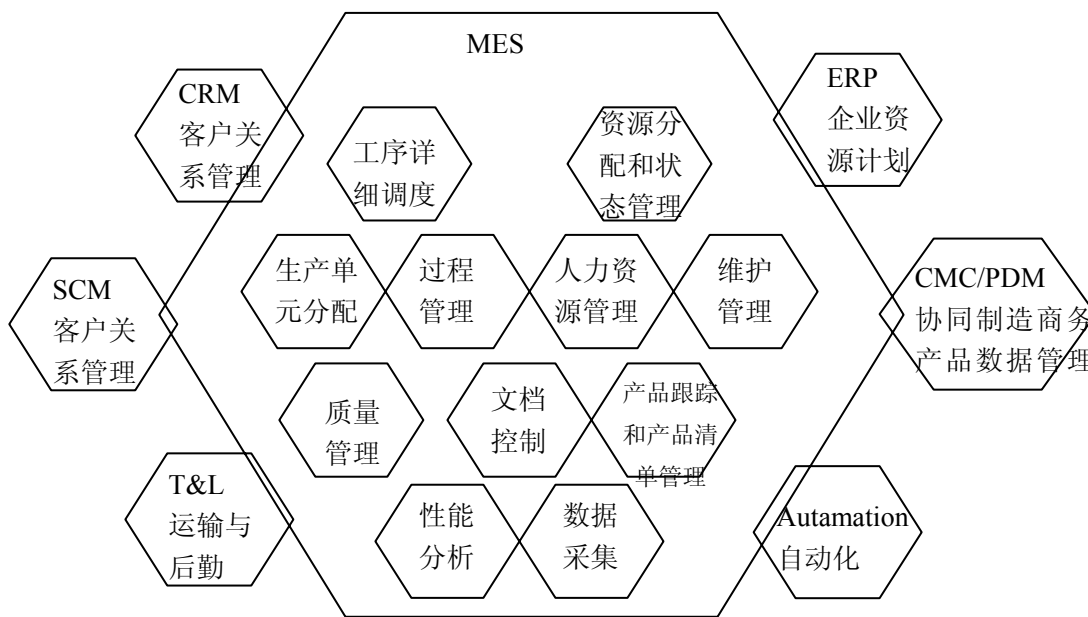 MES
CRM
客户关
系管理
ERP
企业资
源计划
工序详
细调度
资源分
配和状
态管理
SCM
客户关
系管理
生产单
元分配
过程
管理
人力资
源管理
维护
管理
CMC/PDM
协同制造商务
产品数据管理
质量
管理
文档
控制
产品跟踪
和产品清
单管理
T&L
运输与
后勤
性能
分析
数据
采集
Autamation
自动化